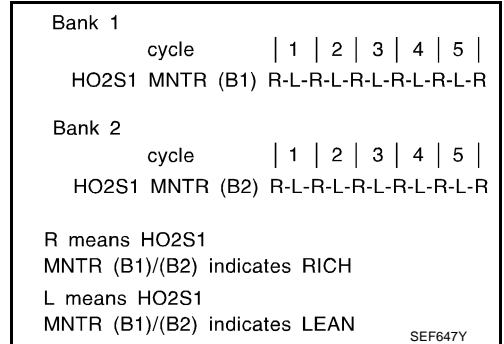 Bank 1
cycle | 1 | 2 | 3 | 4 | 5 |
HO2S1 MNTR (B1) R-L-R-L-R-L-R-L-R-L-R
Bank 2
cycle | 1 | 2 | 3 | 4 | 5 |
HO2S1 MNTR (B2) R-L-R-L-R-L-R-L-R-L-R
R means HO2S1
MNTR (B1)/(B2) indicates RICH
L means HO2S1
MNTR (B1)/(B2) indicates LEAN
SEF647Y